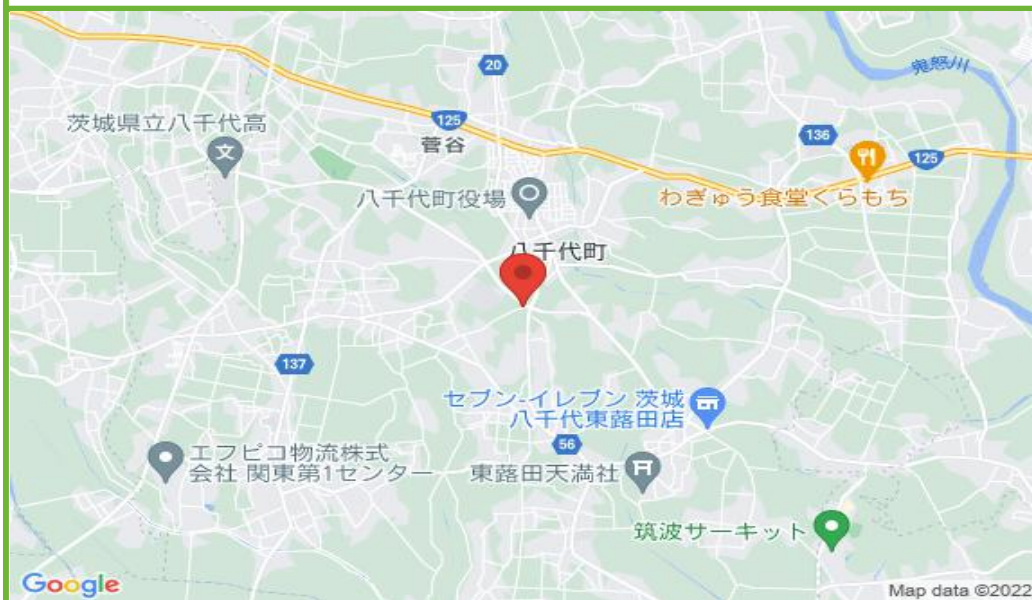 20
鬼怒川
125
茨城県立八千代高
文
菅谷
136
125
わぎゅう食堂くらもち
八千代町役場
八千代町
137
セブン-イレブン 茨城
八千代東蕗田店
56
エフピコ物流株式
会社 関東第1センター
東蕗田天満社
筑波サーキット
Google
Map data ©2022